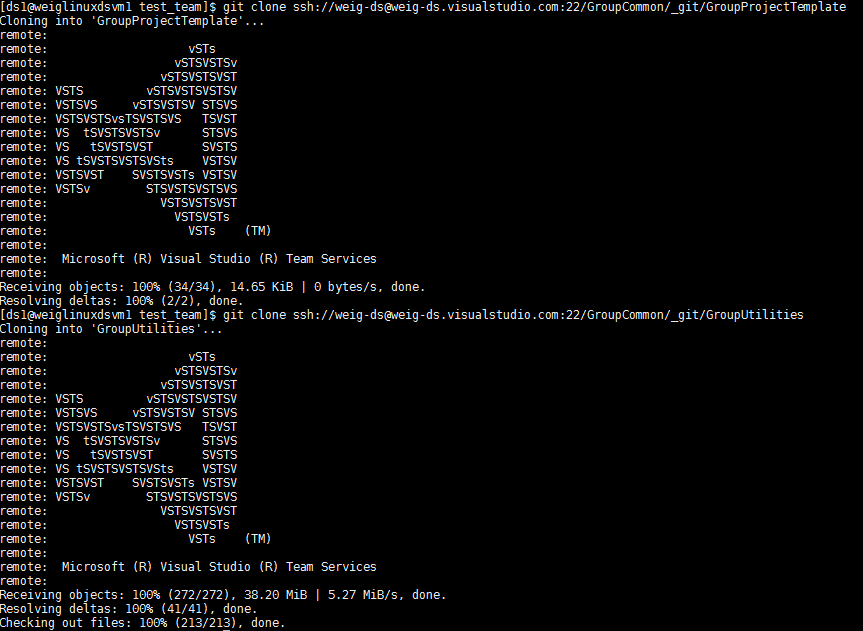 [ds1@weiglinuxdsvm1 test_team]$ git clone ssh://weig-ds@weig-ds.visualstudio.com:22/GroupCommon/_git/GroupProjectTemplate
Cloning into 'GroupProjectTemplate'...
remote:
remote:                    vSTs
remote:                  vSTSVSTSv
remote:                vSTSVSTSVST
remote: VSTS         vSTSVSTSVSTSV
remote: VSTSVS     vSTSVSTSV STSVS
remote: VSTSVSTSvsTSVSTSVS   TSVST
remote: VS  tSVSTSVSTSv      STSVS
remote: VS   tSVSTSVST       SVSTS
remote: VS tSVSTSVSTSVSts    VSTSV
remote: VSTSVST    SVSTSVSTs VSTSV
remote: VSTSv        STSVSTSVSTSVS
remote:                VSTSVSTSVST
remote:                  VSTSVSTs
remote:                    VSTs    (TM)
remote:
remote:  Microsoft (R) Visual Studio (R) Team Services
remote:
Receiving objects: 100% (34/34), 14.65 KiB | 0 bytes/s, done.
Resolving deltas: 100% (2/2), done.
[ds1@weiglinuxdsvm1 test_team]$ git clone ssh://weig-ds@weig-ds.visualstudio.com:22/GroupCommon/_git/GroupUtilities
Cloning into 'GroupUtilities'...
remote:
remote:                    vSTs
remote:                  vSTSVSTSv
remote:                vSTSVSTSVST
remote: VSTS         vSTSVSTSVSTSV
remote: VSTSVS     vSTSVSTSV STSVS
remote: VSTSVSTSvsTSVSTSVS   TSVST
remote: VS  tSVSTSVSTSv      STSVS
remote: VS   tSVSTSVST       SVSTS
remote: VS tSVSTSVSTSVSts    VSTSV
remote: VSTSVST    SVSTSVSTs VSTSV
remote: VSTSv        STSVSTSVSTSVS
remote:                VSTSVSTSVST
remote:                  VSTSVSTs
remote:                    VSTs    (TM)
remote:
remote:  Microsoft (R) Visual Studio (R) Team Services
remote:
Receiving objects: 100% (272/272), 38.20 MiB | 5.27 MiB/s, done.
Resolving deltas: 100% (41/41), done.
Checking out files: 100% (213/213), done.